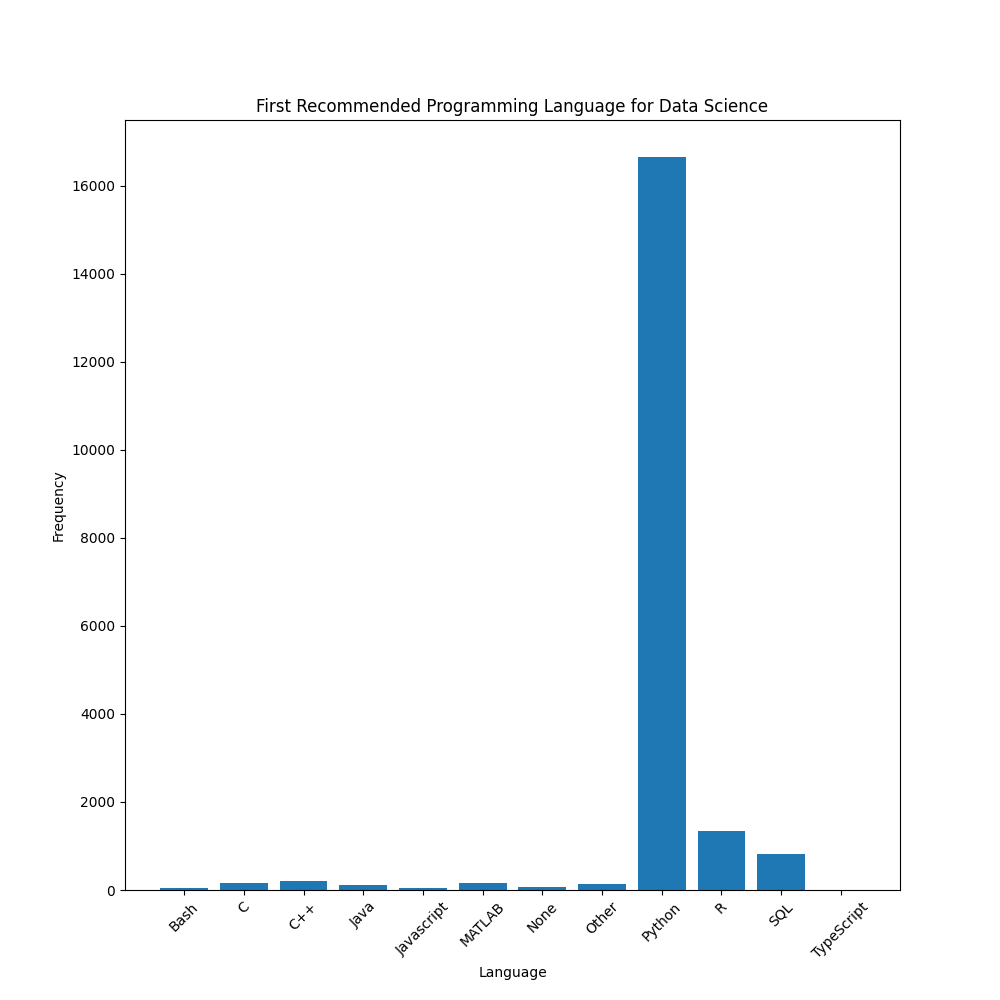 First Recommended Programming Language for Data Science
16000
14000
12000
10000
8000
6000
4000
2000
0
Frequency
Bash
C
C++
Java
Javascript
MATLAB
None
Other
Python
R
SQL
TypeScript
Language